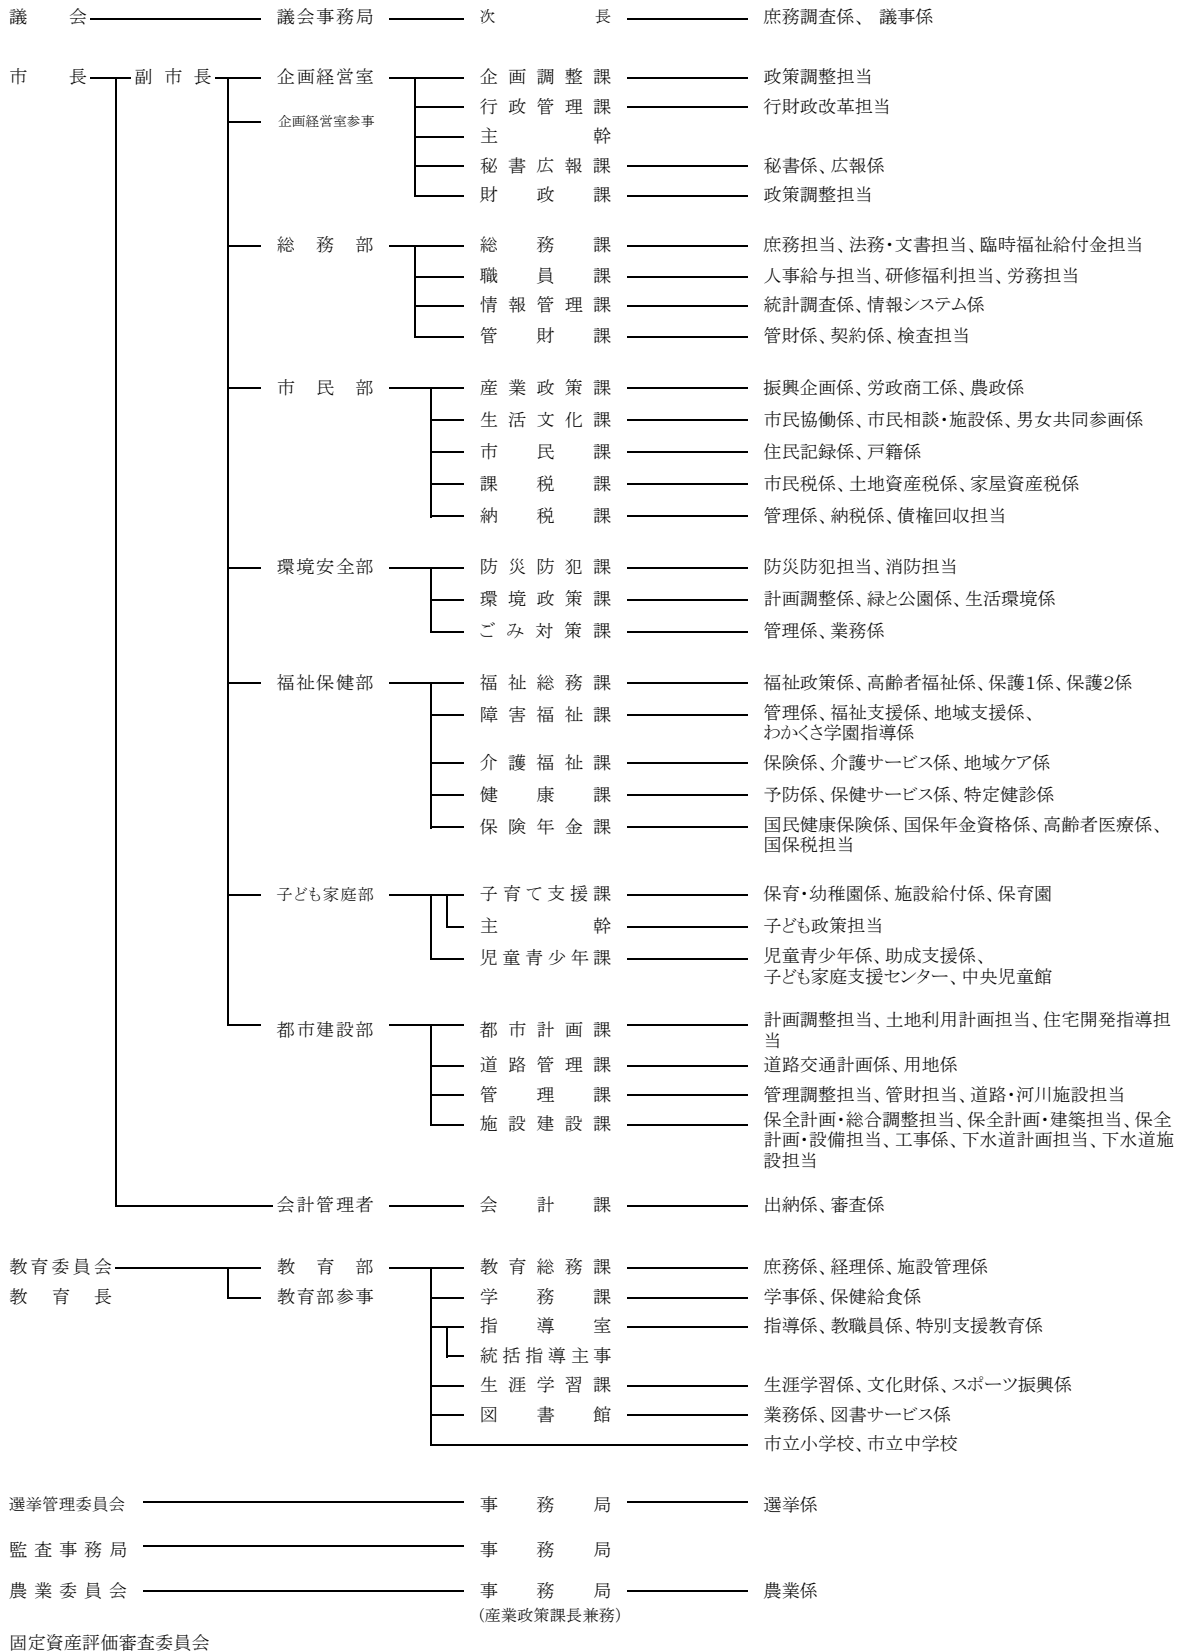 議会 議会事務局 次長 庶務調査係、 議事係
市長 副市長 企画経営室 企画調整課 政策調整担当
企画経営室参事 行政管理課 行財政改革担当
主幹
秘書広報課 秘書係、広報係
財政課 政策調整担当
総務部 総務課 庶務担当、法務・文書担当、臨時福祉給付金担当
職員課 人事給与担当、研修福利担当、労務担当
情報管理課 統計調査係、情報システム係
管財課 管財係、契約係、検査担当
市民部 産業政策課 振興企画係、労政商工係、農政係
生活文化課 市民協働係、市民相談・施設係、男女共同参画係
市民課 住民記録係、戸籍係
課税課 市民税係、土地資産税係、家屋資産税係
納税課 管理係、納税係、債権回収担当
環境安全部 防災防犯課 防災防犯担当、消防担当
環境政策課 計画調整係、緑と公園係、生活環境係
ごみ対策課 管理係、業務係
福祉保健部 福祉総務課 福祉政策係、高齢者福祉係、保護1係、保護2係
障害福祉課 管理係、福祉支援係、地域支援係、
わかくさ学園指導係
介護福祉課 保険係、介護サービス係、地域ケア係
健康課 予防係、保健サービス係、特定健診係
保険年金課 国民健康保険係、国保年金資格係、高齢者医療係、
国保税担当
子ども家庭部 子育て支援課 保育・幼稚園係、施設給付係、保育園
主幹 子ども政策担当
児童青少年課 児童青少年係、助成支援係、
子ども家庭支援センター、中央児童館
都市建設部 都市計画課 計画調整担当、土地利用計画担当、住宅開発指導担
当
道路管理課 道路交通計画係、用地係
管理課 管理調整担当、管財担当、道路・河川施設担当
施設建設課 保全計画・総合調整担当、保全計画・建築担当、保全
計画・設備担当、工事係、下水道計画担当、下水道施
設担当
会計管理者 会計課 出納係、審査係
教育委員会 教育部 教育総務課 庶務係、経理係、施設管理係
教育長 教育部参事 学務課 学事係、保健給食係
指導室 指導係、教職員係、特別支援教育係
統括指導主事
生涯学習課 生涯学習係、文化財係、スポーツ振興係
図書館 業務係、図書サービス係
市立小学校、市立中学校
選挙管理委員会 事務局 選挙係
監査事務局 事務局
農業委員会 事務局 農業係
(産業政策課長兼務)
固定資産評価審査委員会